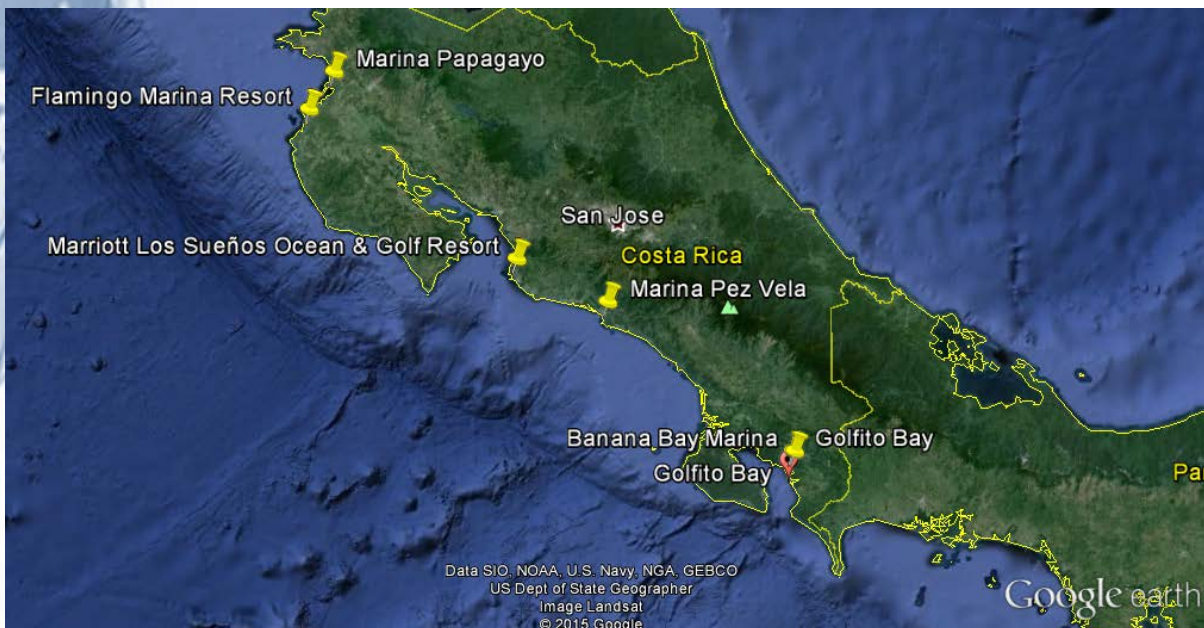 Marina Papagayo
Flamingo Marina Resort
San Jose
Marriott Los Sueños Ocean & Golf Resort
Costa Rica
Marina Pez Vela
Banana Bay Marina
Golfito Bay
Golfito Bay
Data SIO, NOAA, U.S. Navy, NGA, GEBCO
US Dept of State Geographer
Image Landsat
© 2015 Google
Google earth